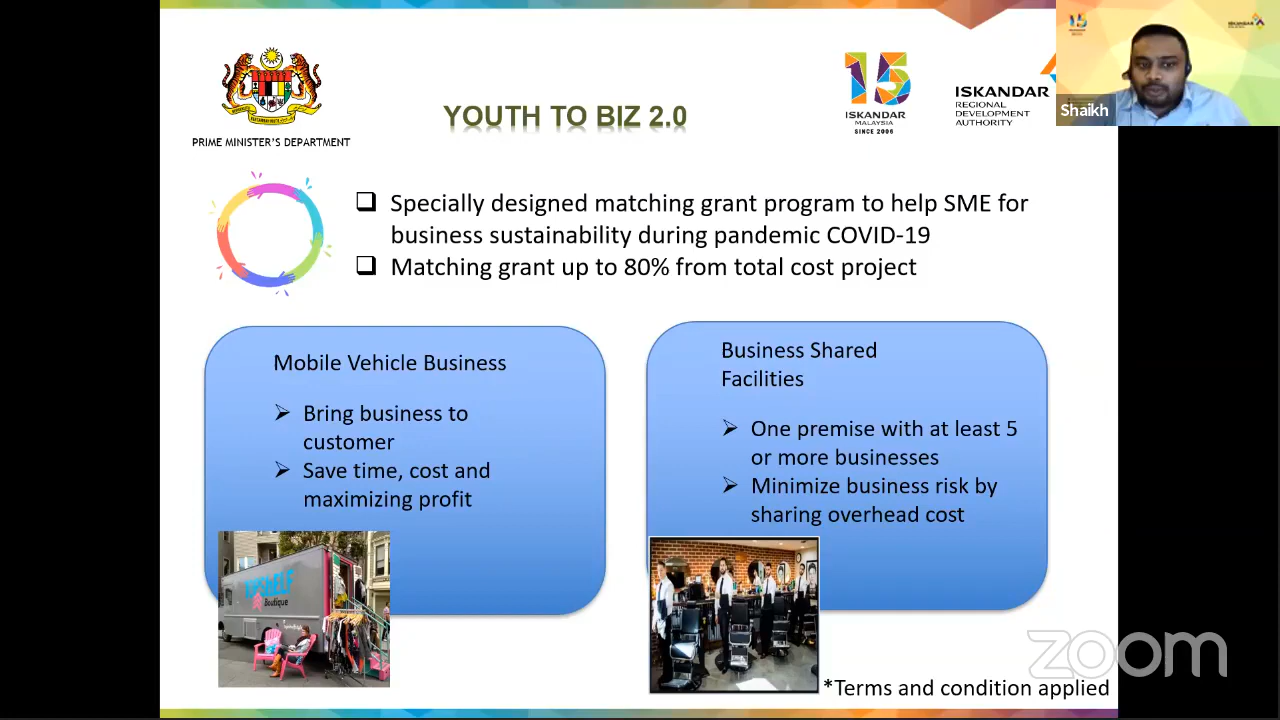 YOUTH TO BIZ 2.0
PRIME MINISTER'S DEPARTMENT
15
ISKANDAR
MALAYSIA
SINCE 2006
ISKANDAR
REGIONAL
DEVELOPMENT
AUTHORITY
15
ISKANDAR
Shaikh
❑ Specially designed matching grant program to help SME for
business sustainability during pandemic COVID-19
❑ Matching grant up to 80% from total cost project
Mobile Vehicle Business
➢ Bring business to
customer
➢ Save time, cost and
maximizing profit
Business Shared
Facilities
➢ One premise with at least 5
or more businesses
➢ Minimize business risk by
sharing overhead cost
TOPSHELF
Boutique
zoom
*Terms and condition applied